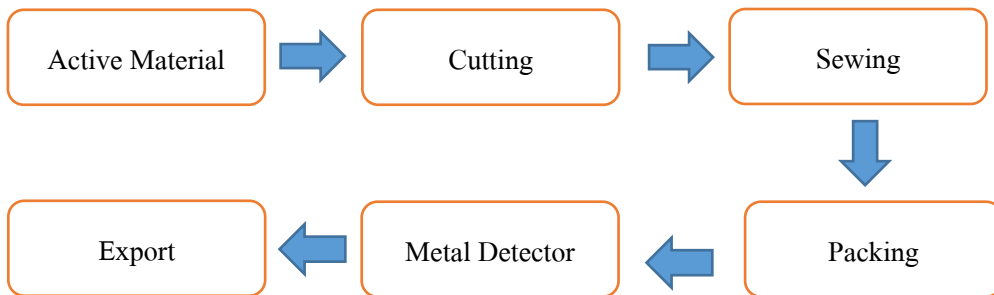 Active Material
Cutting
Sewing
Packing
Metal Detector
Export